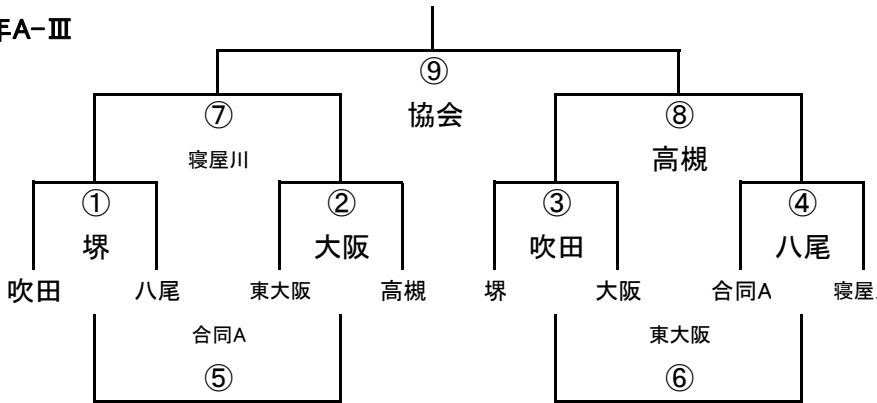 年A-Ⅲ
⑨
協会
⑦ ⑧
寝屋川 高槻
① ② ③ ④
堺 大阪 吹田 八尾
吹田 八尾 東大阪 高槻 堺 大阪 合同A 寝屋
合同A 東大阪
⑤ ⑥